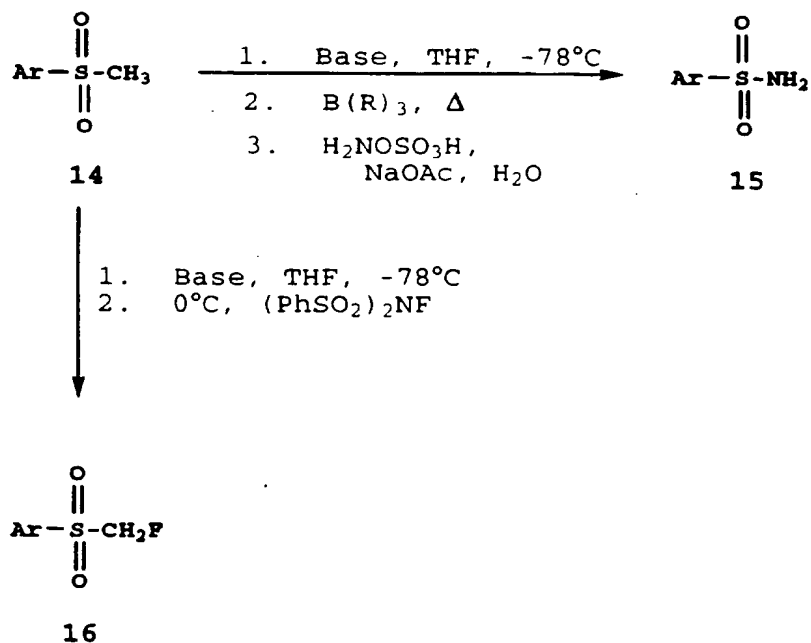 O
Ar-S-CH3
O
14
1. Base, THF, -78°C
2. B(R)3, Δ
3. H2NOSO3H,
NaOAc, H2O
O
Ar-S-NH2
O
15
1. Base, THF, -78°C
2. 0°C, (PhSO2)2NF
O
Ar-S-CH2F
O
16